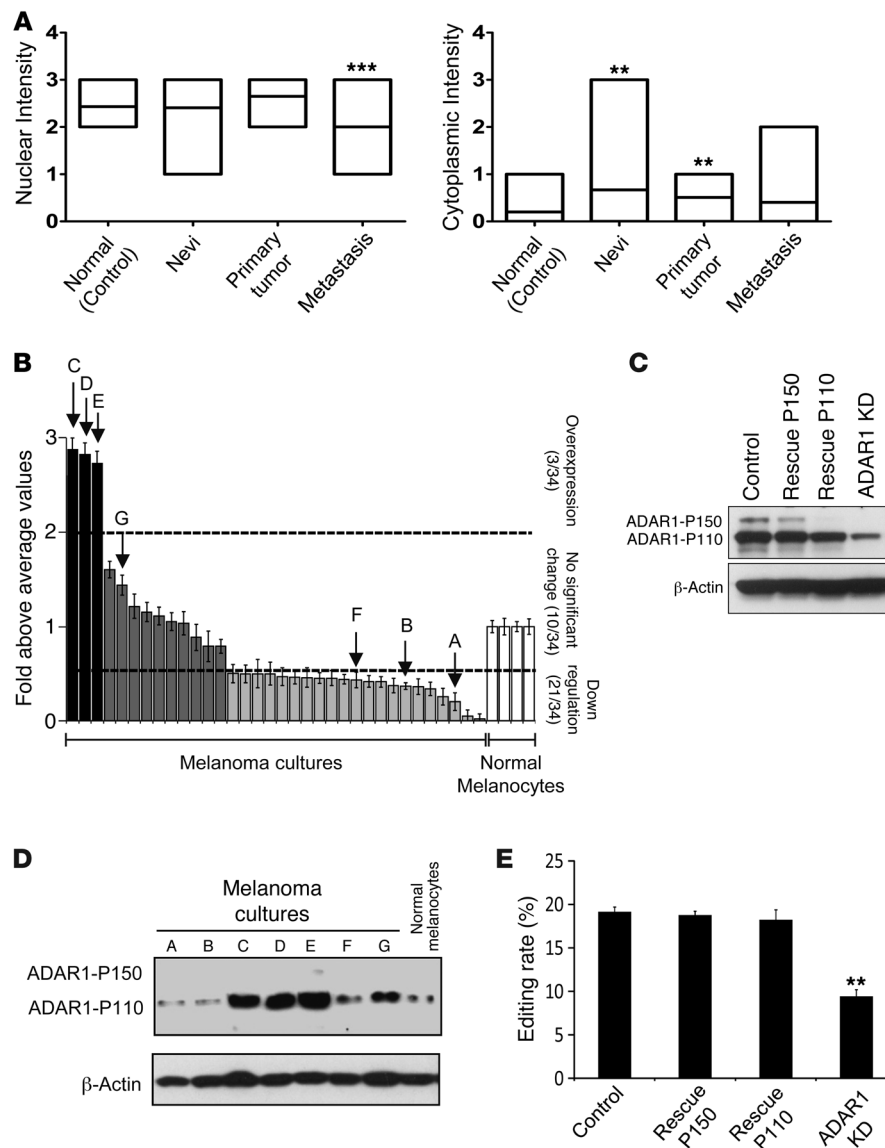 A
Nuclear Intensity
4
3
2
1
0
***
Normal
(Control)
Nevi
Primary
tumor
Metastasis
Cytoplasmic Intensity
4
3
2
1
0
**
**
Normal
(Control)
Nevi
Primary
tumor
Metastasis
B
Fold above average values
3
2
1
0
C
D
E
G
F
B
A
Overexpression
(3/34)
No significant
change (10/34)
Down
regulation
(21/34)
Melanoma cultures
Normal
Melanocytes
C
Control
Rescue P150
Rescue P110
ADAR1 KD
ADAR1-P150
ADAR1-P110
β-Actin
D
Melanoma
cultures
Normal
melanocytes
A B C D E F G
ADAR1-P150
ADAR1-P110
β-Actin
E
Editing rate (%)
25
20
15
10
5
0
**
Control
Rescue
P150
Rescue
P110
ADAR1
KD